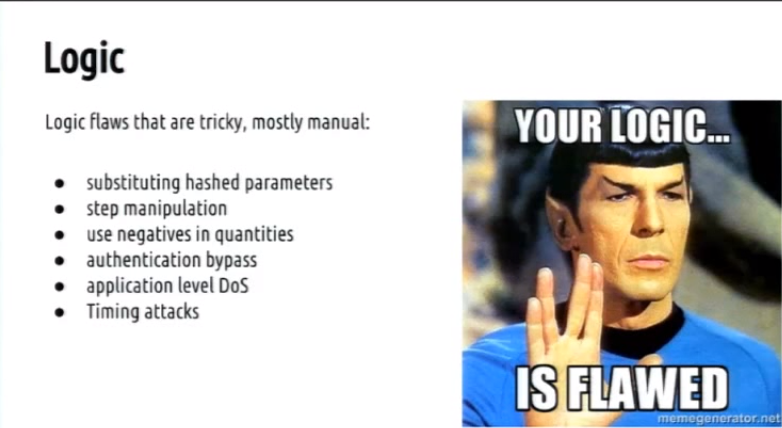 Logic
Logic flaws that are tricky, mostly manual:
● substituting hashed parameters
● step manipulation
● use negatives in quantities
● authentication bypass
● application level DoS
● Timing attacks
YOUR LOGIC...
IS FLAWED
memegenerator.net